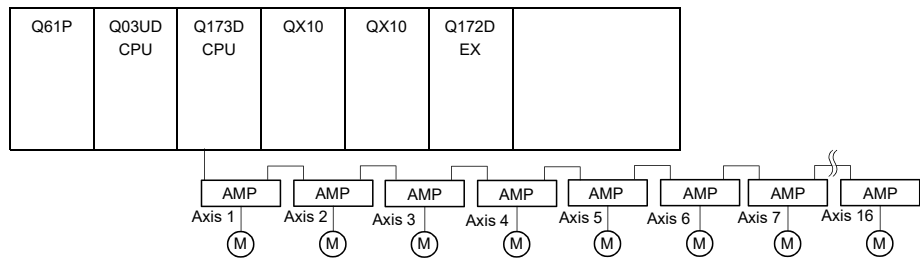 Q61P
Q03UD
CPU
Q173D
CPU
QX10
QX10
Q172D
EX
AMP
AMP
AMP
AMP
AMP
AMP
AMP
AMP
Axis 1
Axis 2
Axis 3
Axis 4
Axis 5
Axis 6
Axis 7
Axis 16
M
M
M
M
M
M
M
M